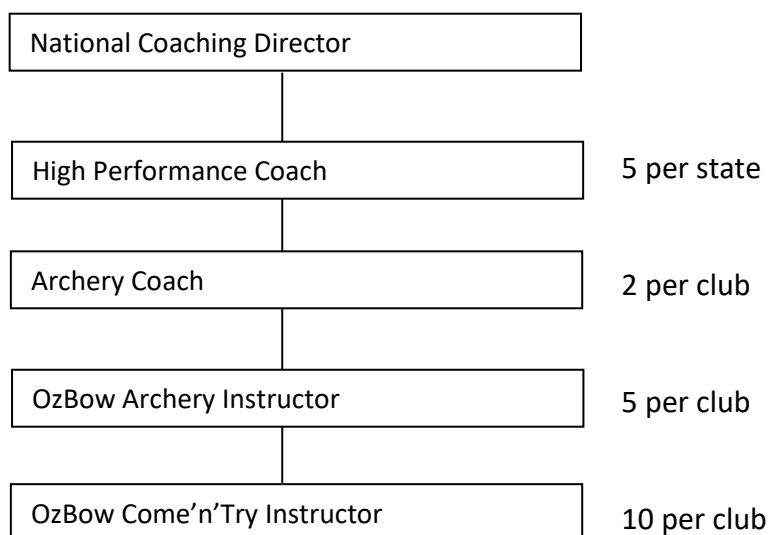 National Coaching Director
High Performance Coach
5 per state
Archery Coach
2 per club
OzBow Archery Instructor
5 per club
OzBow Come’n’Try Instructor
10 per club